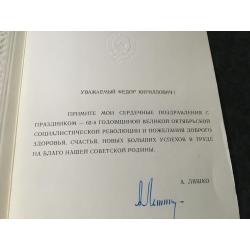 УВАЖАЕМЫЙ ФЕДОР КИРИЛЛОВИЧ!
ПРИМИТЕ МОИ СЕРДЕЧНЫЕ ПОЗДРАВЛЕНИЯ С
ПРАЗДНИКОМ — 62-й ГОДОВЩИНОЙ ВЕЛИКОЙ ОКТЯБРЬСКОЙ
СОЦИАЛИСТИЧЕСКОЙ РЕВОЛЮЦИИ И ПОЖЕЛАНИЯ ДОБРОГО
ЗДОРОВЬЯ, СЧАСТЬЯ, НОВЫХ БОЛЬШИХ УСПЕХОВ В ТРУДЕ
НА БЛАГО НАШЕЙ СОВЕТСКОЙ РОДИНЫ.
А. ЛЯШКО